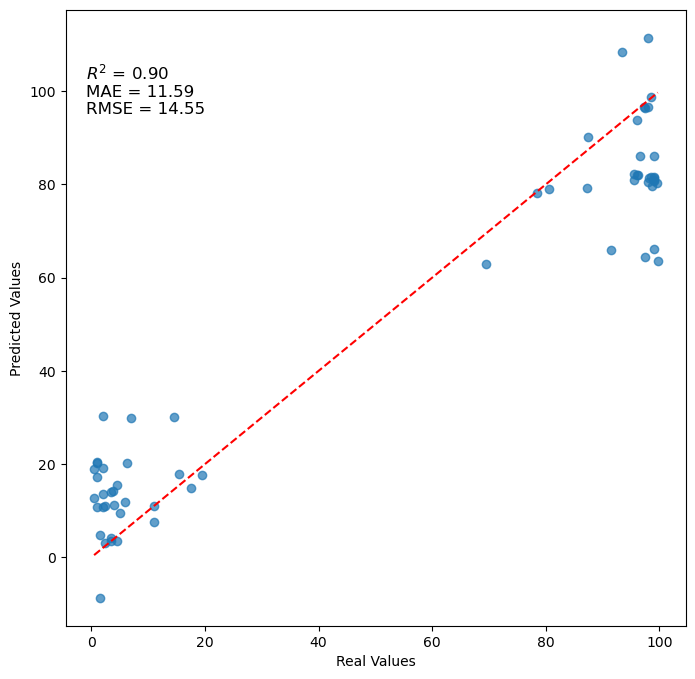 R² = 0.90
MAE = 11.59
RMSE = 14.55
100
80
60
40
20
0
Predicted Values
0 20 40 60 80 100
Real Values